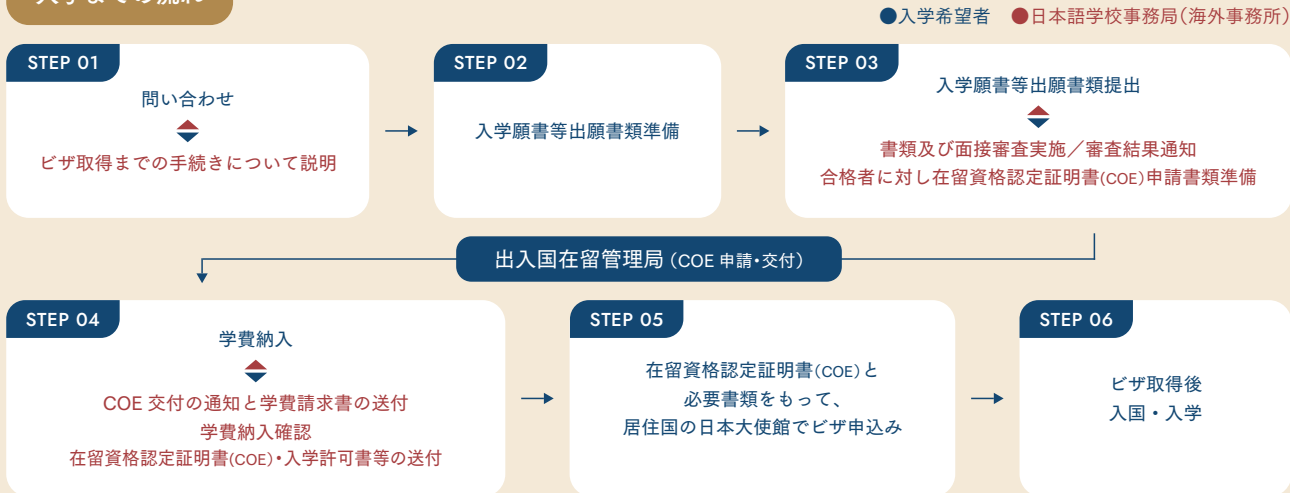 入学までの流れ
●入学希望者 ●日本語学校事務局(海外事務所)
STEP 01
問い合わせ
ビザ取得までの手続きについて説明
STEP 02
入学願書等出願書類準備
STEP 03
入学願書等出願書類提出
書類及び面接審査実施／審査結果通知
合格者に対し在留資格認定証明書(COE)申請書類準備
出入国在留管理局（COE 申請・交付）
STEP 04
学費納入
COE 交付の通知と学費請求書の送付
学費納入確認
在留資格認定証明書(COE)・入学許可書等の送付
STEP 05
在留資格認定証明書(COE)と
必要書類をもって、
居住国の日本大使館でビザ申込み
STEP 06
ビザ取得後
入国・入学